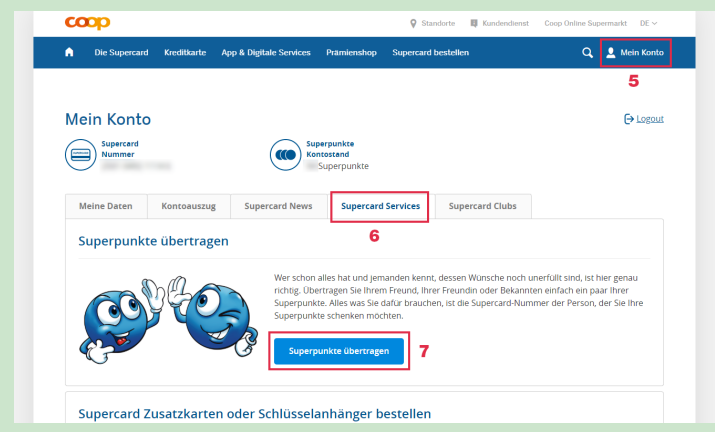 coop
Standorte Kundendienst Coop Online Supermarkt DE
Die Supercard Kreditkarte App & Digitale Services Prämienshop Supercard bestellen Mein Konto
5
Mein Konto
Logout
Supercard
Nummer
Superpunkte
Kontostand
Superpunkte
Meine Daten Kontoauszug Supercard News Supercard Services Supercard Clubs
6
Superpunkte übertragen
Wer schon alles hat und jemanden kennt, dessen Wünsche noch unerfüllt sind, ist hier genau
richtig. Übertragen Sie Ihrem Freund, Ihrer Freundin oder Bekannten einfach ein paar Ihrer
Superpunkte. Alles was Sie dafür brauchen, ist die Supercard-Nummer der Person, der Sie Ihre
Superpunkte schenken möchten.
Superpunkte übertragen
7
Supercard Zusatzkarten oder Schlüsselanhänger bestellen